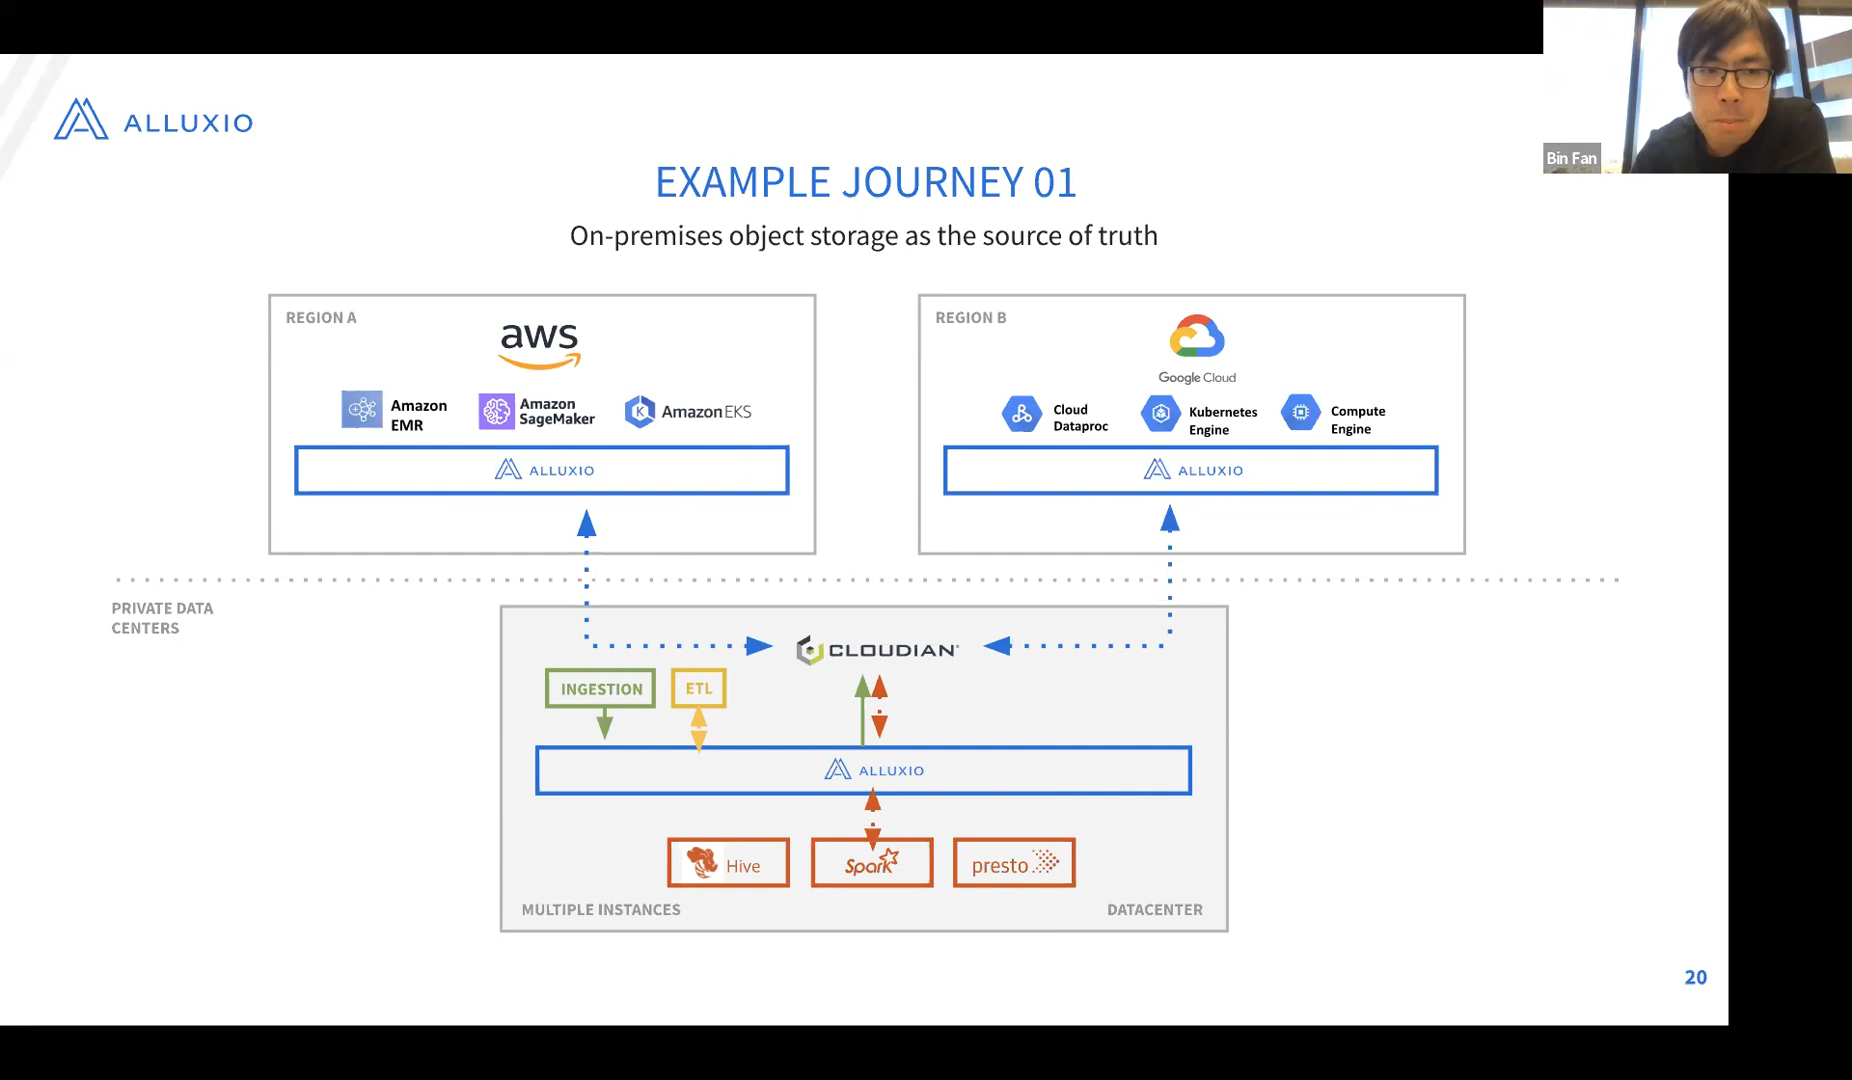 Bin Fan
ALLUXIO
EXAMPLE JOURNEY 01
On-premises object storage as the source of truth
REGION A
aws
Amazon
EMR
Amazon
SageMaker
Amazon EKS
ALLUXIO
REGION B
Google Cloud
Cloud
Dataproc
Kubernetes
Engine
Compute
Engine
ALLUXIO
PRIVATE DATA
CENTERS
CLOUDIAN
INGESTION
ETL
ALLUXIO
Hive
Spark
presto
MULTIPLE INSTANCES
DATACENTER
20